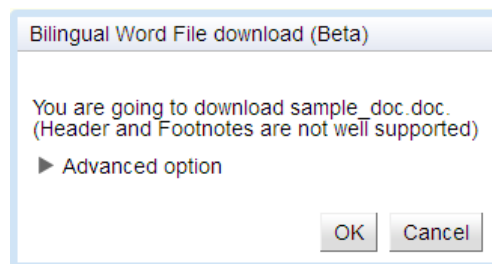 Bilingual Word File download (Beta)
You are going to download sample_doc.doc.
(Header and Footnotes are not well supported)
Advanced option
OK Cancel